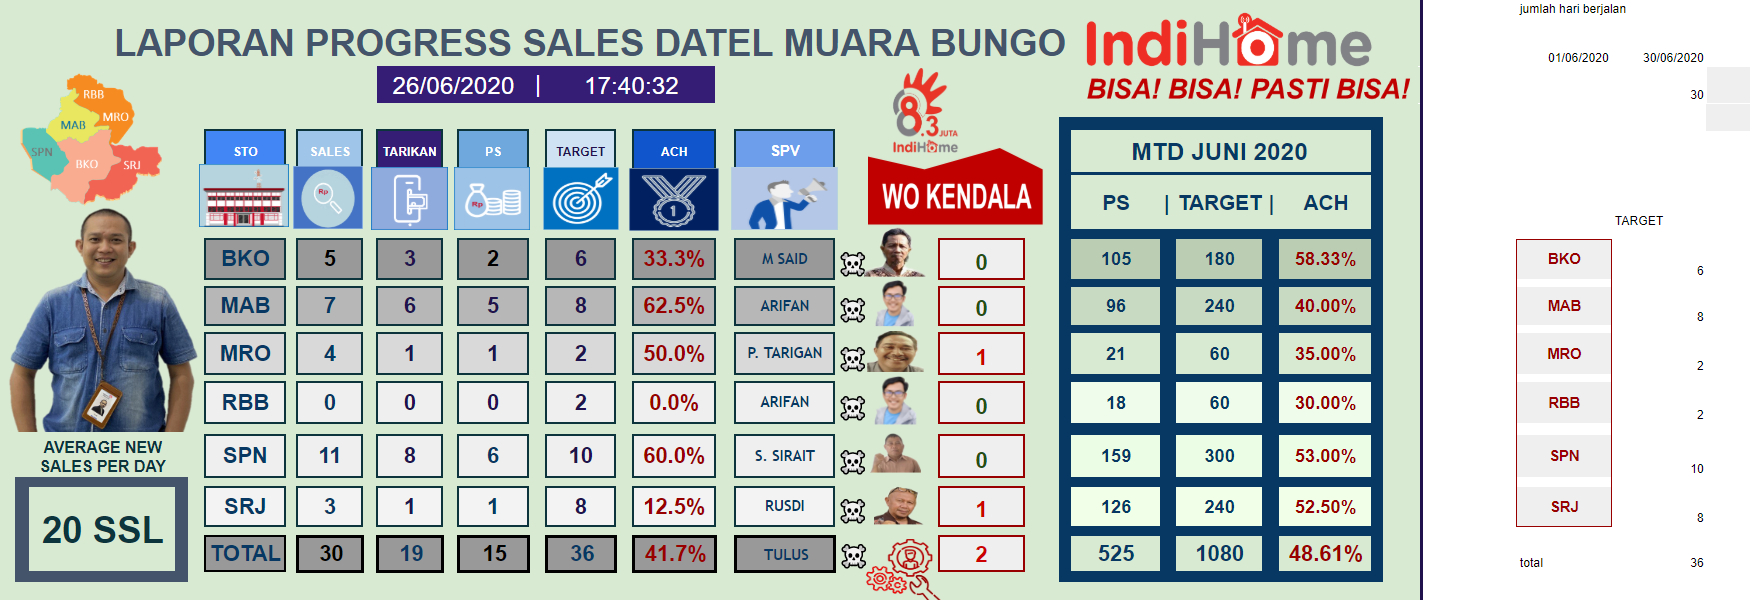 LAPORAN PROGRESS SALES DATEL MUARA BUNGO
IndiHome
BISA! BISA! PASTI BISA!
26/06/2020 | 17:40:32
jumlah hari berjalan
01/06/2020 30/06/2020
30
RBB
MRO
MAB
SPN
BKO
SRJ
8.3 JUTA
IndiHome
STO SALES TARIKAN PS TARGET ACH SPV
Rp
Rp
1
WO KENDALA
MTD JUNI 2020
PS | TARGET | ACH
TARGET
BKO 5 3 2 6 33.3% M SAID 0 105 180 58.33% BKO 6
MAB 7 6 5 8 62.5% ARIFAN 0 96 240 40.00% MAB 8
MRO 4 1 1 2 50.0% P. TARIGAN 1 21 60 35.00% MRO 2
RBB 0 0 0 2 0.0% ARIFAN 0 18 60 30.00% RBB 2
SPN 11 8 6 10 60.0% S. SIRAIT 0 159 300 53.00% SPN 10
SRJ 3 1 1 8 12.5% RUSDI 1 126 240 52.50% SRJ 8
TOTAL 30 19 15 36 41.7% TULUS 2 525 1080 48.61% total 36
AVERAGE NEW
SALES PER DAY
20 SSL